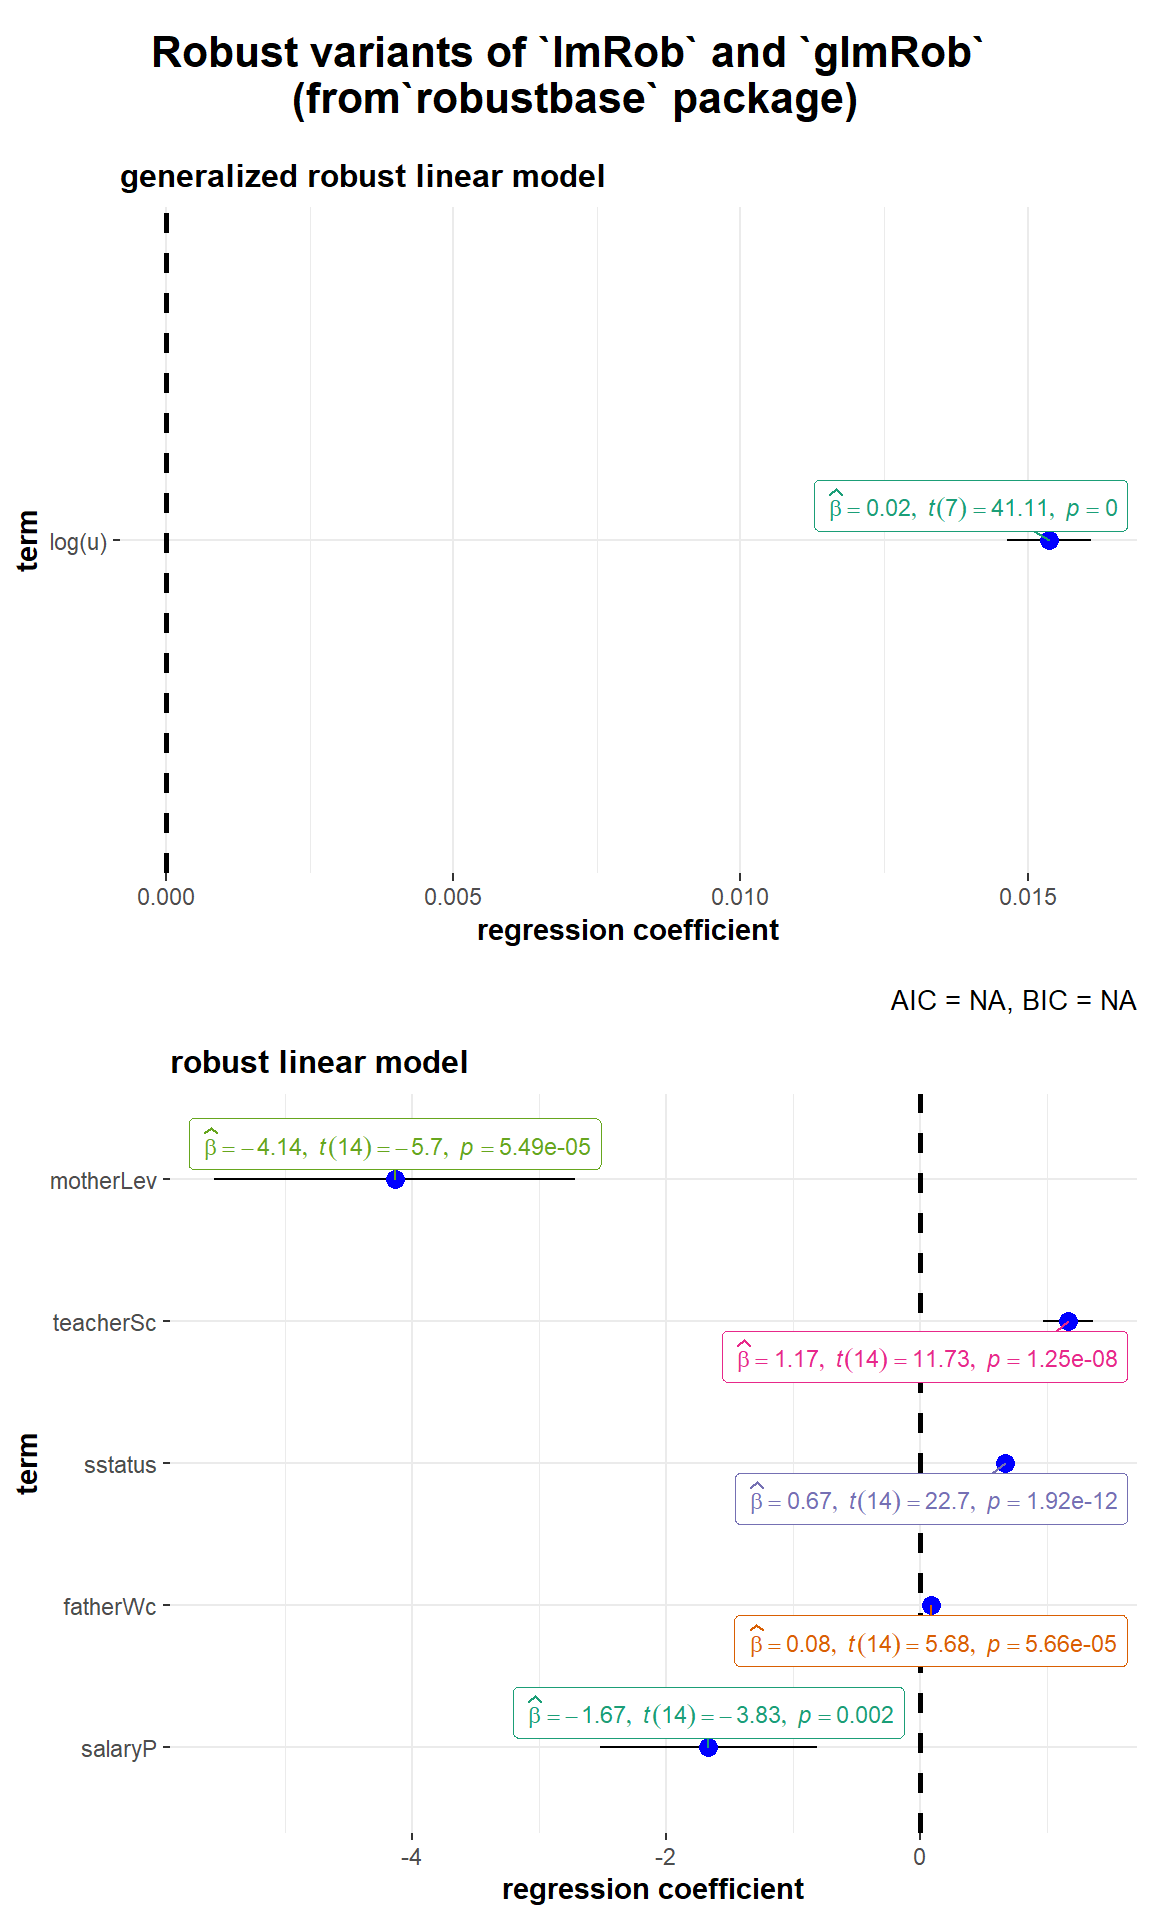 Robust variants of `lmRob` and `glmRob`
(from`robustbase` package)
generalized robust linear model
term
log(u)
β̂ = 0.02, t(7) = 41.11, p = 0
0.000 0.005 0.010 0.015
regression coefficient
AIC = NA, BIC = NA
robust linear model
term
motherLev
β̂ = −4.14, t(14) = −5.7, p = 5.49e-05
teacherSc
β̂ = 1.17, t(14) = 11.73, p = 1.25e-08
sstatus
β̂ = 0.67, t(14) = 22.7, p = 1.92e-12
fatherWc
β̂ = 0.08, t(14) = 5.68, p = 5.66e-05
β̂ = −1.67, t(14) = −3.83, p = 0.002
salaryP
-4 -2 0
regression coefficient